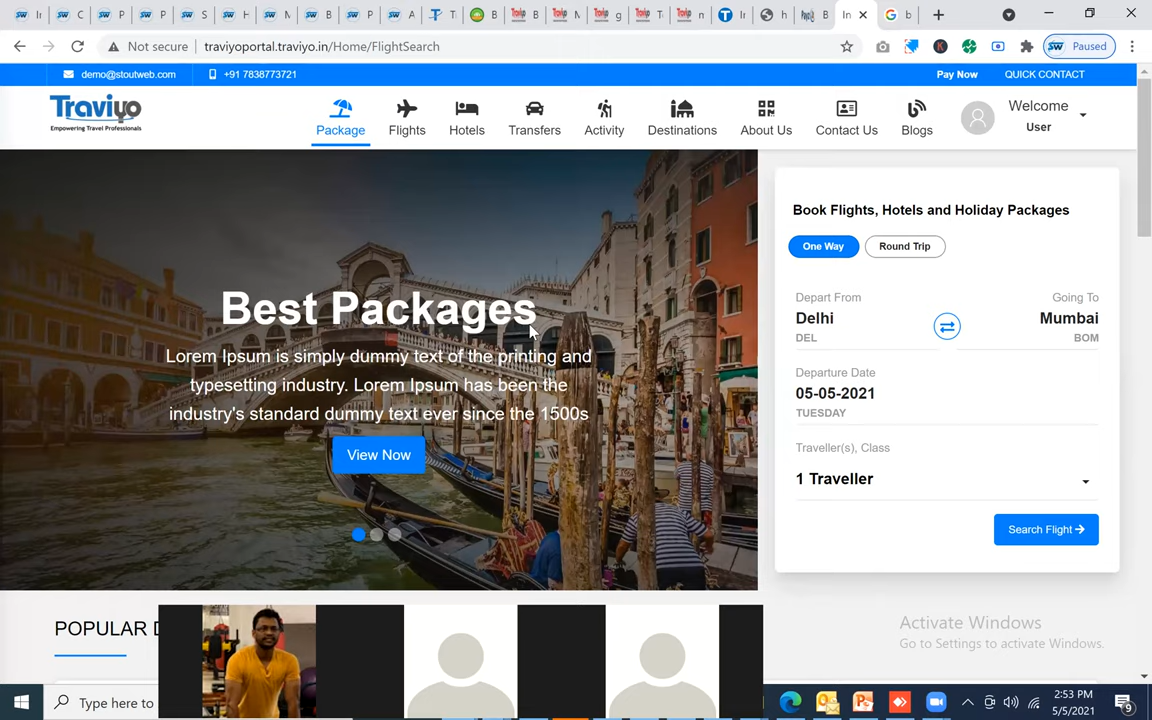 Not secure
traviyoportal.traviyo.in/Home/FlightSearch
Paused
demo@stoutweb.com
+91 7838773721
Pay Now
QUICK CONTACT
Traviyo
Empowering Travel Professionals
Package
Flights
Hotels
Transfers
Activity
Destinations
About Us
Contact Us
Blogs
Welcome
User
Best Packages
Lorem Ipsum is simply dummy text of the printing and
typesetting industry. Lorem Ipsum has been the
industry's standard dummy text ever since the 1500s
View Now
Book Flights, Hotels and Holiday Packages
One Way
Round Trip
Depart From
Going To
Delhi
Mumbai
DEL
BOM
Departure Date
05-05-2021
TUESDAY
Traveller(s), Class
1 Traveller
Search Flight
POPULAR
Activate Windows
Go to Settings to activate Windows.
Type here to
2:53 PM
5/5/2021
9